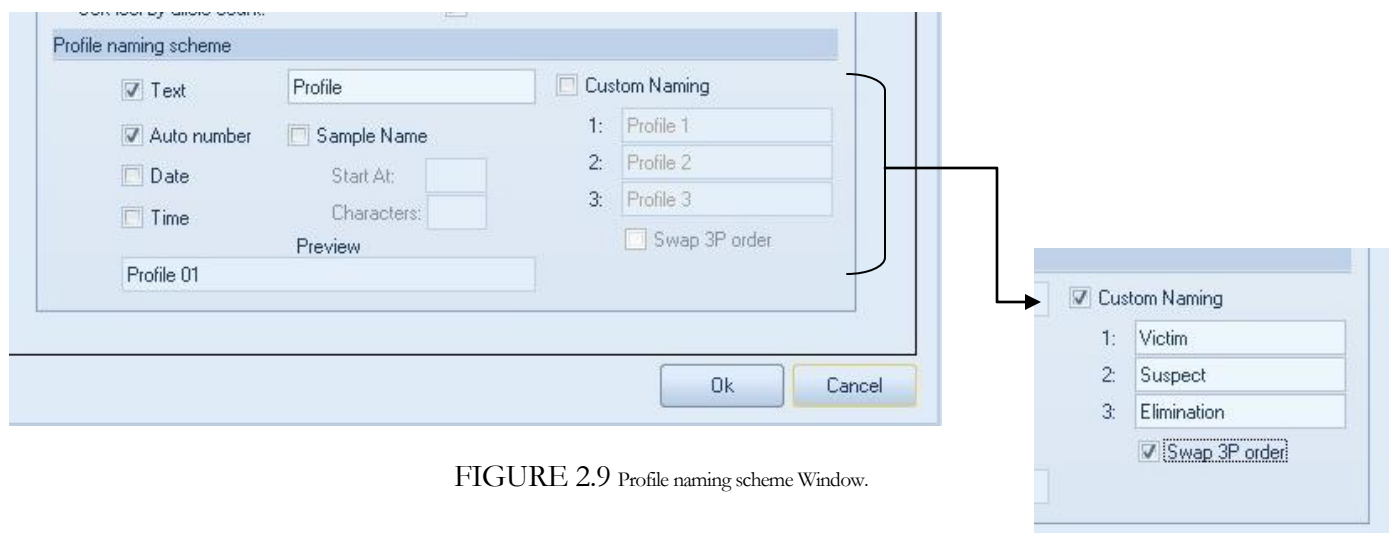 Profile naming scheme
Text Profile Custom Naming
Auto number Sample Name 1: Profile 1
Date Start At: 2: Profile 2
Time Characters: 3: Profile 3
Preview Swap 3P order
Profile 01
Ok Cancel
Custom Naming
1: Victim
2: Suspect
3: Elimination
Swap 3P order
FIGURE 2.9 Profile naming scheme Window.